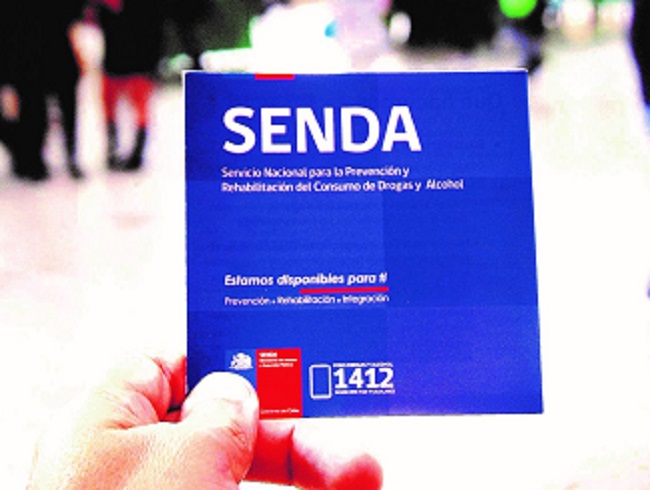 SENDA
Servicio Nacional para la Prevención y
Rehabilitación del Consumo de Drogas y Alcohol
Estamos disponibles para ti
Prevención • Rehabilitación • Integración
SENDA
1412